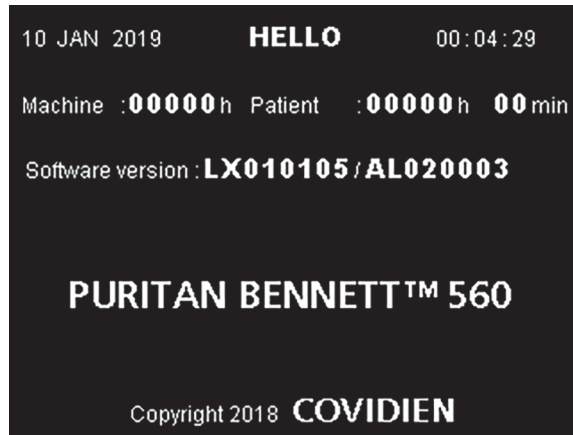 10 JAN 2019 HELLO 00:04:29
Machine :00000h Patient :00000h 00min
Software version : LX010105/AL020003
PURITAN BENNETT™ 560
Copyright 2018 COVIDIEN